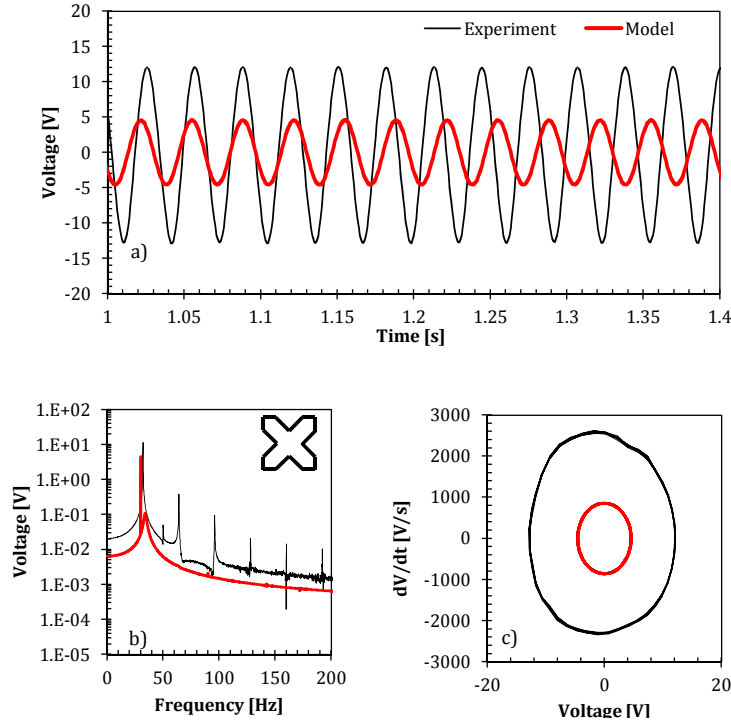 20
15
10
5
0
-5
-10
-15
-20
Voltage [V]
Experiment
Model
a)
1 1.05 1.1 1.15 1.2 1.25 1.3 1.35 1.4
Time [s]
1.E+02
1.E+01
1.E+00
1.E-01
1.E-02
1.E-03
1.E-04
1.E-05
Voltage [V]
b)
0 50 100 150 200
Frequency [Hz]
3000
2000
1000
0
-1000
-2000
-3000
dV/dt [V/s]
c)
-20 0 20
Voltage [V]